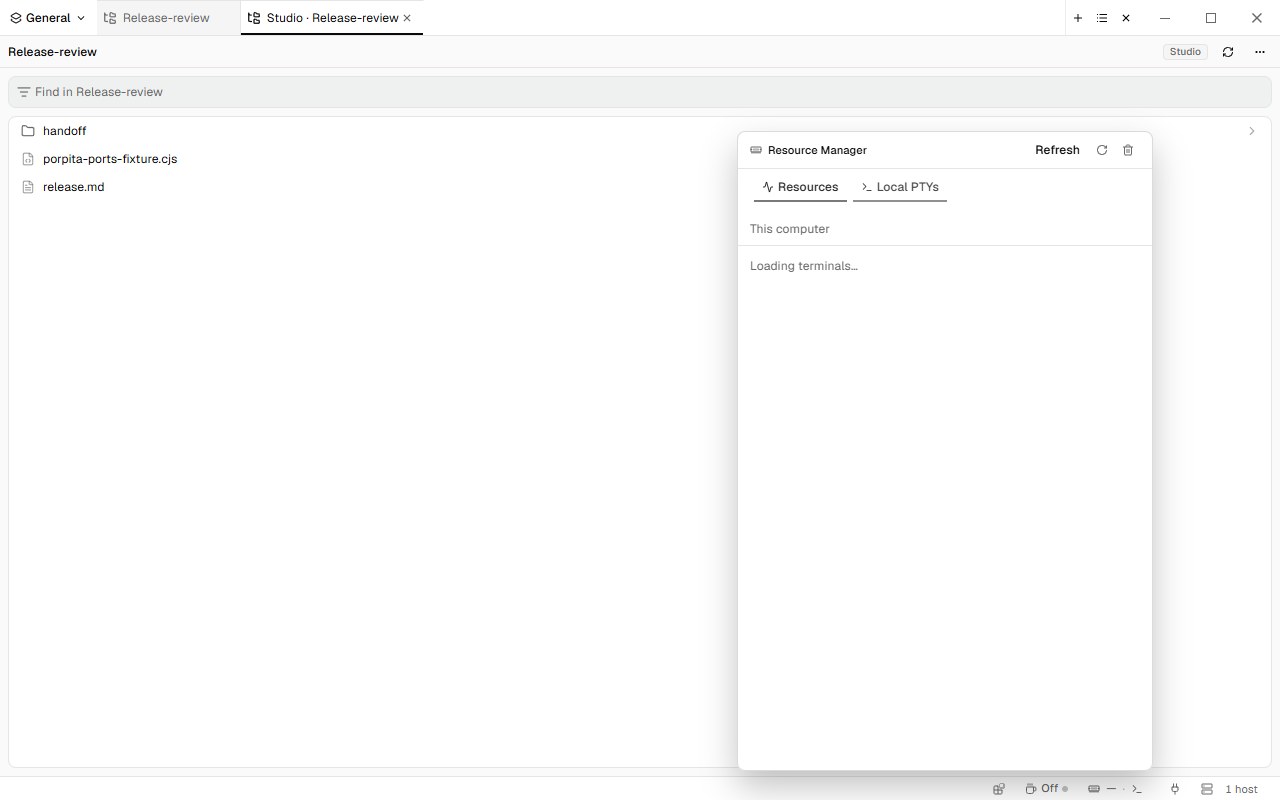 General
Release-review
Studio · Release-review
Release-review
Studio
Find in Release-review
handoff
porpita-ports-fixture.cjs
release.md
Resource Manager
Refresh
Resources
Local PTYs
This computer
Loading terminals…
Off
— ·
1 host